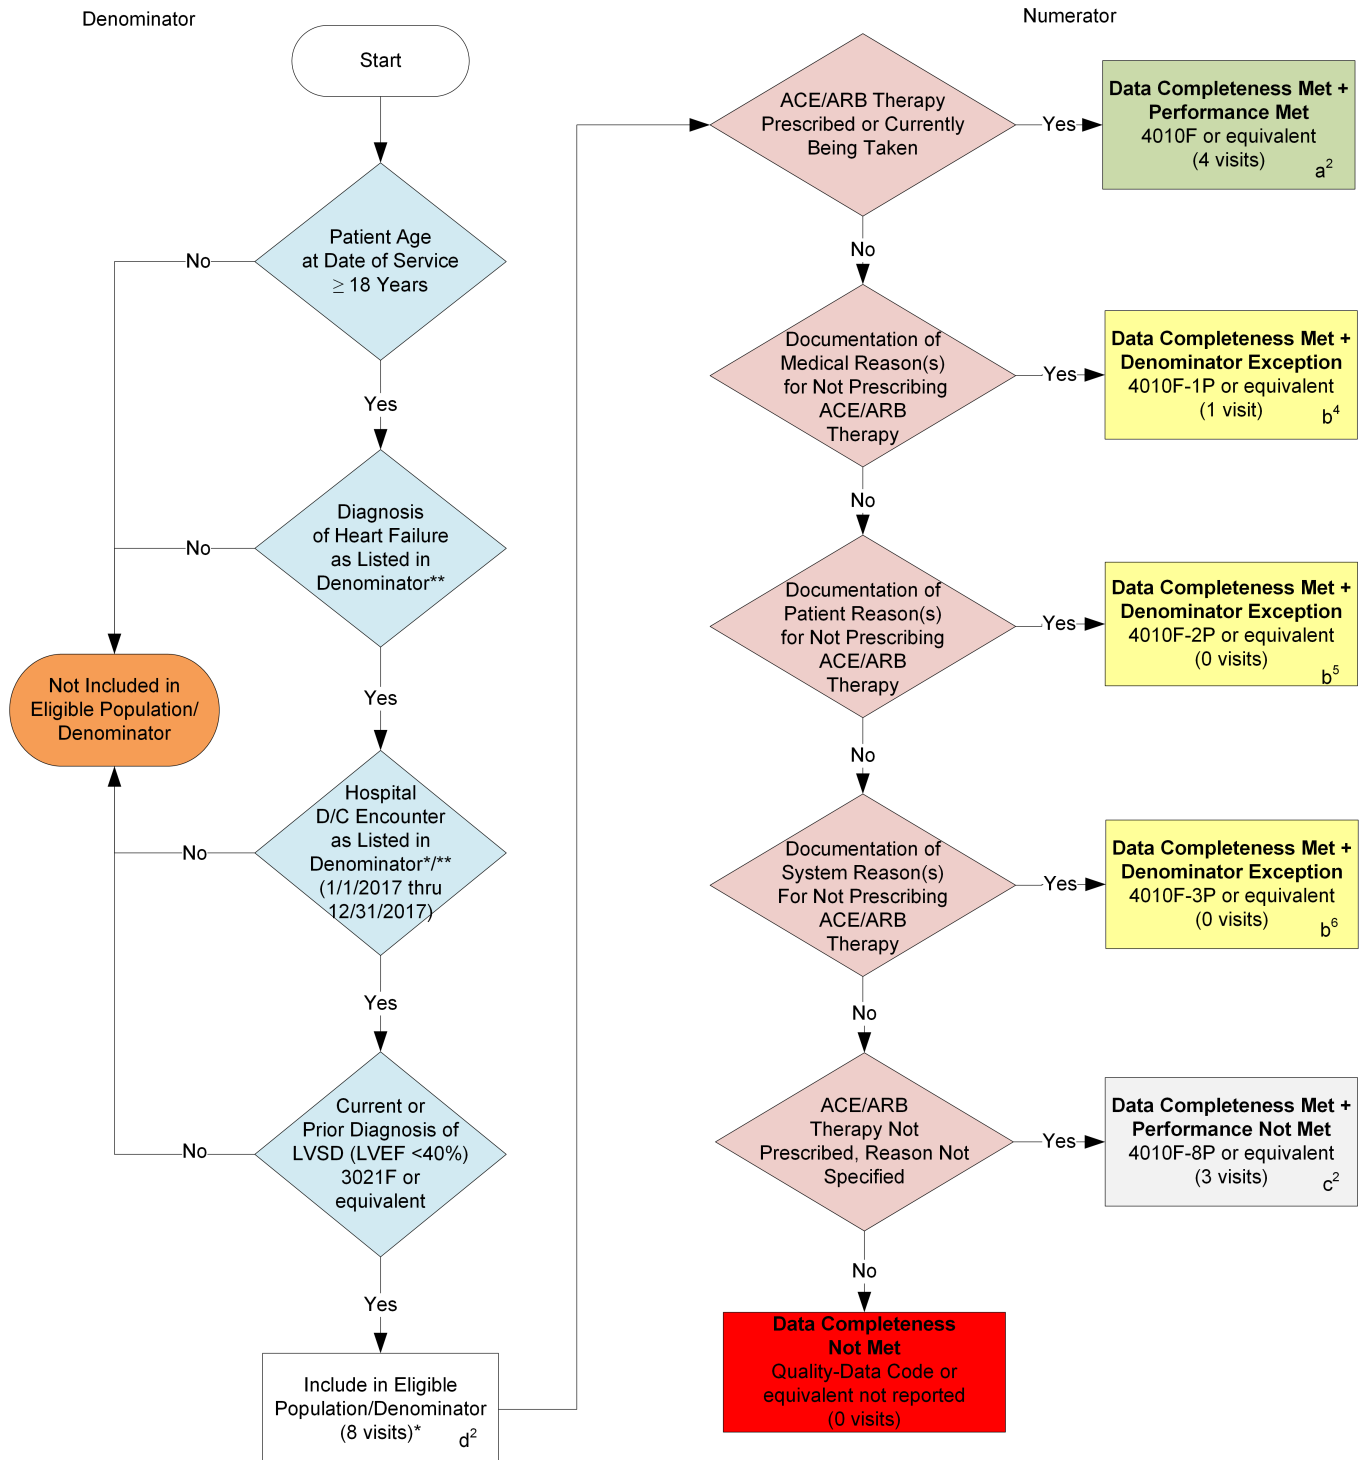 Denominator
Start
Patient Age
at Date of Service
≥ 18 Years
No
Yes
Diagnosis
of Heart Failure
as Listed in
Denominator**
No
Yes
Not Included in
Eligible Population/
Denominator
Hospital
D/C Encounter
as Listed in
Denominator*/**
(1/1/2017 thru
12/31/2017)
No
Yes
Current or
Prior Diagnosis of
LVSD (LVEF <40%)
3021F or
equivalent
No
Yes
Include in Eligible
Population/Denominator
(8 visits)*
d²
Numerator
ACE/ARB Therapy
Prescribed or Currently
Being Taken
Yes
Data Completeness Met +
Performance Met
4010F or equivalent
(4 visits)
a²
No
Documentation of
Medical Reason(s)
for Not Prescribing
ACE/ARB
Therapy
Yes
Data Completeness Met +
Denominator Exception
4010F-1P or equivalent
(1 visit)
b⁴
No
Documentation of
Patient Reason(s)
for Not Prescribing
ACE/ARB
Therapy
Yes
Data Completeness Met +
Denominator Exception
4010F-2P or equivalent
(0 visits)
b⁵
No
Documentation of
System Reason(s)
For Not Prescribing
ACE/ARB
Therapy
Yes
Data Completeness Met +
Denominator Exception
4010F-3P or equivalent
(0 visits)
b⁶
No
ACE/ARB
Therapy Not
Prescribed, Reason Not
Specified
Yes
Data Completeness Met +
Performance Not Met
4010F-8P or equivalent
(3 visits)
c²
No
Data Completeness
Not Met
Quality-Data Code or
equivalent not reported
(0 visits)